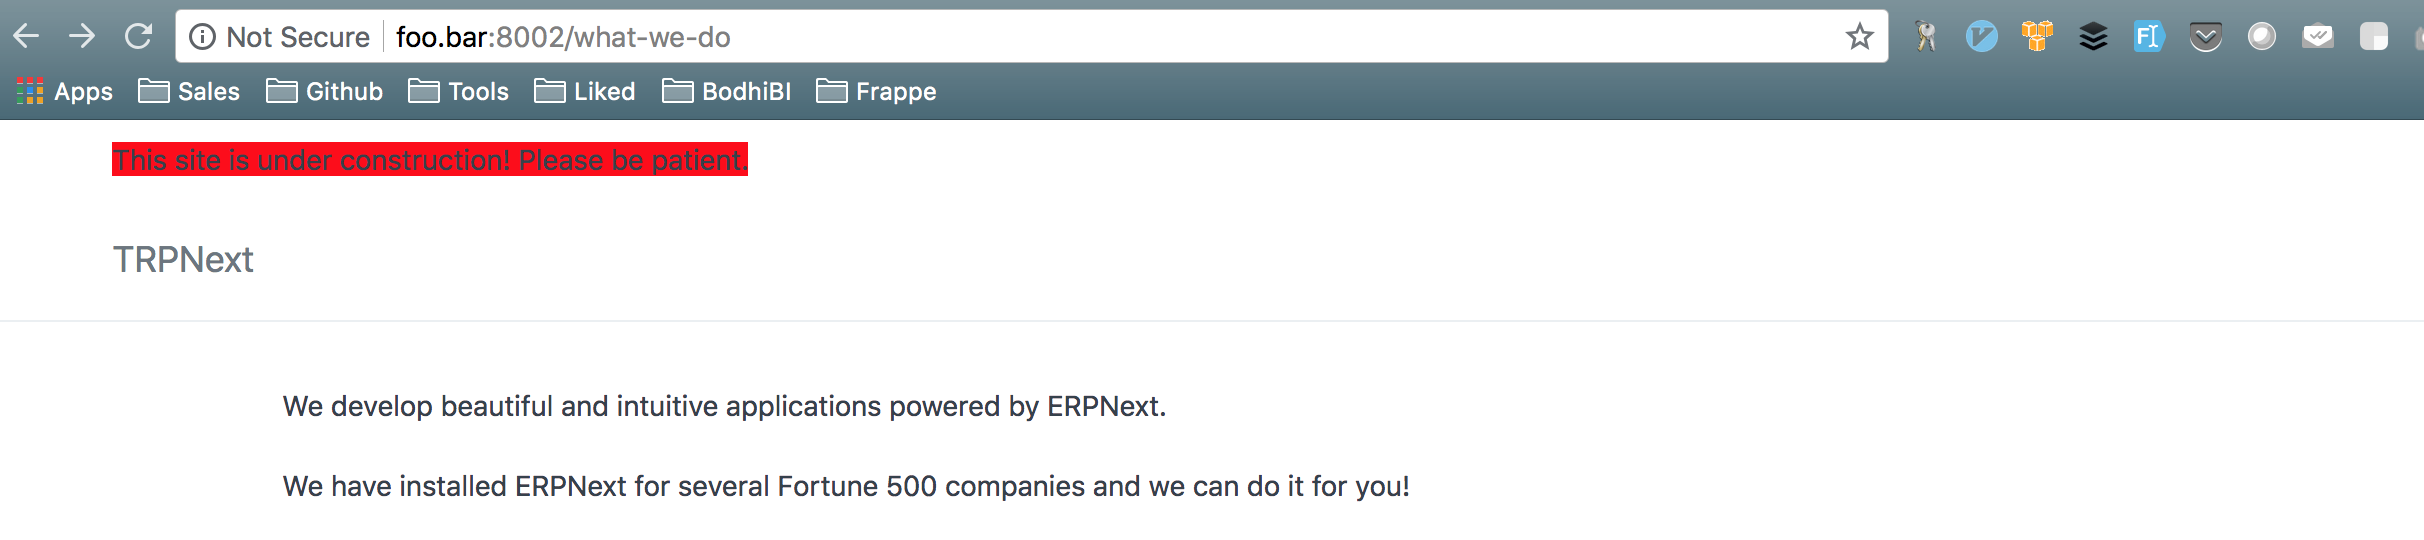 Not Secure foo.bar:8002/what-we-do
Apps Sales Github Tools Liked BodhiBI Frappe
This site is under construction! Please be patient.
TRPNext
We develop beautiful and intuitive applications powered by ERPNext.
We have installed ERPNext for several Fortune 500 companies and we can do it for you!